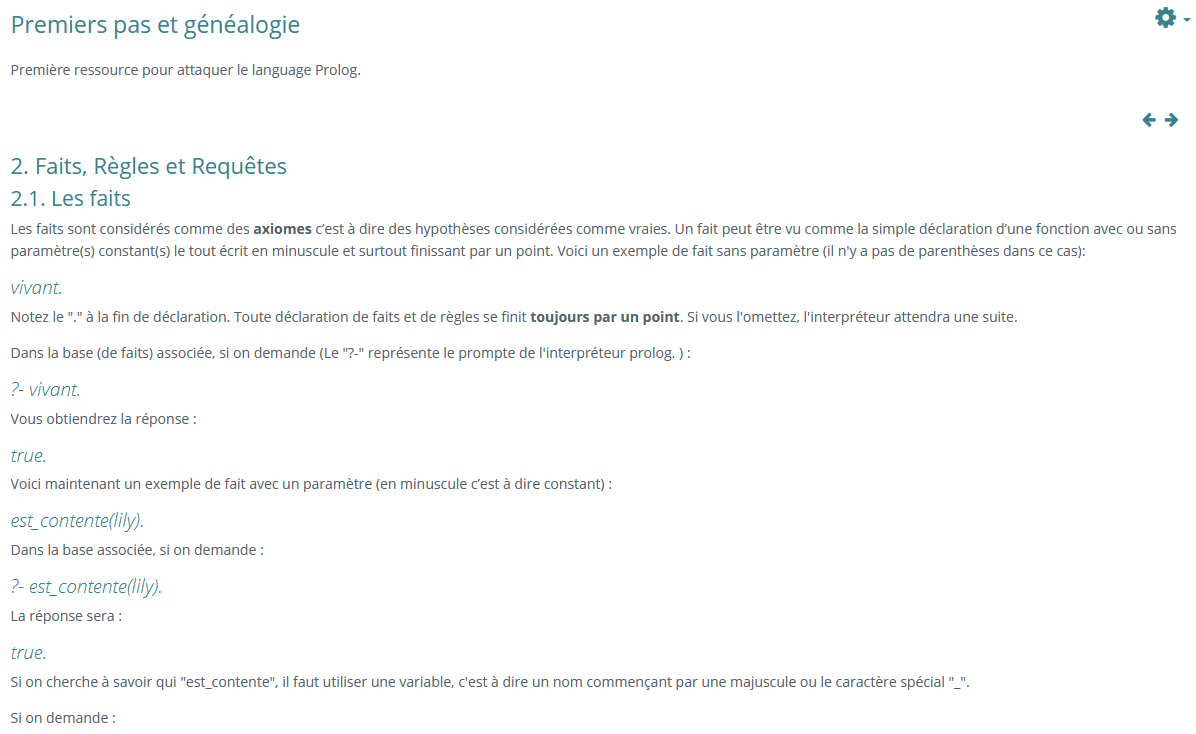 Premiers pas et généalogie
Première ressource pour attaquer le language Prolog.
2. Faits, Règles et Requêtes
2.1. Les faits
Les faits sont considérés comme des axiomes c’est à dire des hypothèses considérées comme vraies. Un fait peut être vu comme la simple déclaration d’une fonction avec ou sans
paramètre(s) constant(s) le tout écrit en minuscule et surtout finissant par un point. Voici un exemple de fait sans paramètre (il n'y a pas de parenthèses dans ce cas):
vivant.
Notez le "." à la fin de déclaration. Toute déclaration de faits et de règles se finit toujours par un point. Si vous l'omettez, l'interpréteur attendra une suite.
Dans la base (de faits) associée, si on demande (Le "?-" représente le prompte de l'interpréteur prolog. ) :
?- vivant.
Vous obtiendrez la réponse :
true.
Voici maintenant un exemple de fait avec un paramètre (en minuscule c’est à dire constant) :
est_contente(lily).
Dans la base associée, si on demande :
?- est_contente(lily).
La réponse sera :
true.
Si on cherche à savoir qui "est_contente", il faut utiliser une variable, c'est à dire un nom commençant par une majuscule ou le caractère spécial "_".
Si on demande :